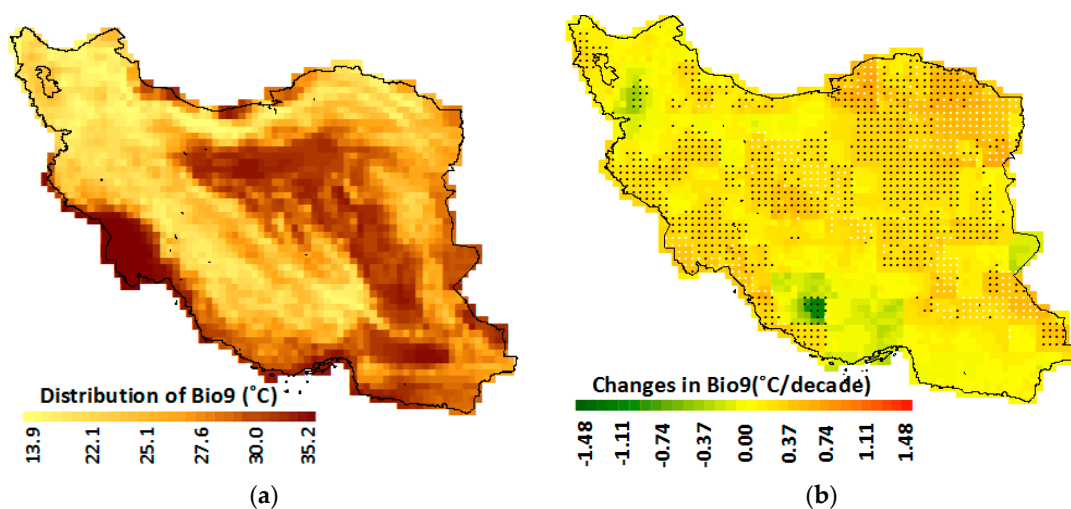 Distribution of Bio9 (˚C)
13.9 22.1 25.1 27.6 30.0 35.2
(a)
Changes in Bio9(˚C/decade)
-1.48 -1.11 -0.74 -0.37 0.00 0.37 0.74 1.11 1.48
(b)